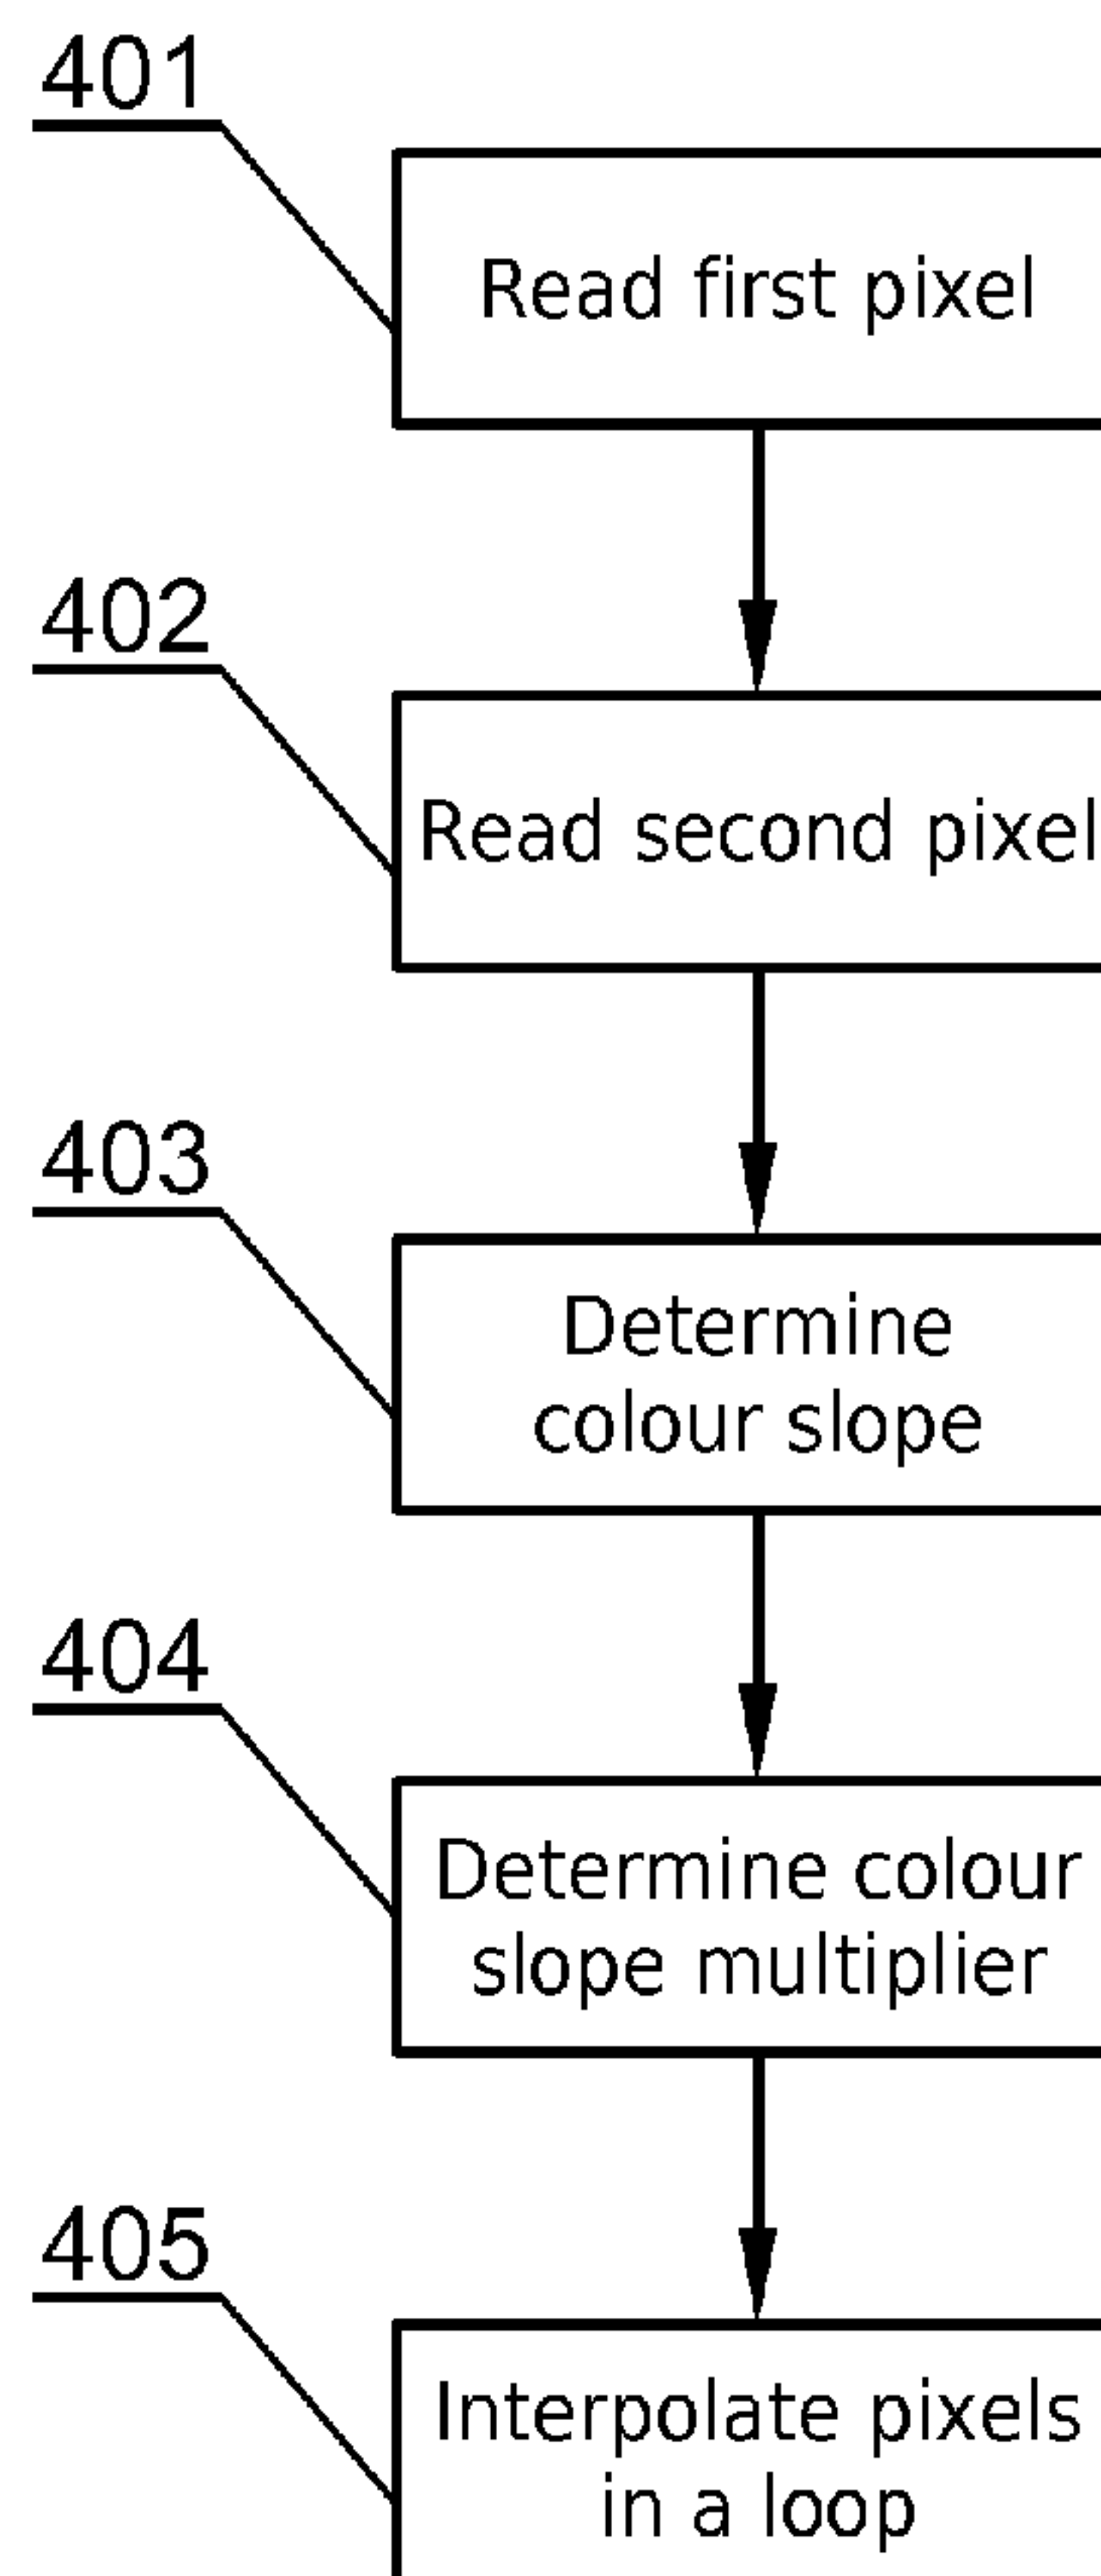 401
Read first pixel
402
Read second pixel
403
Determine
colour slope
404
Determine colour
slope multiplier
405
Interpolate pixels
in a loop